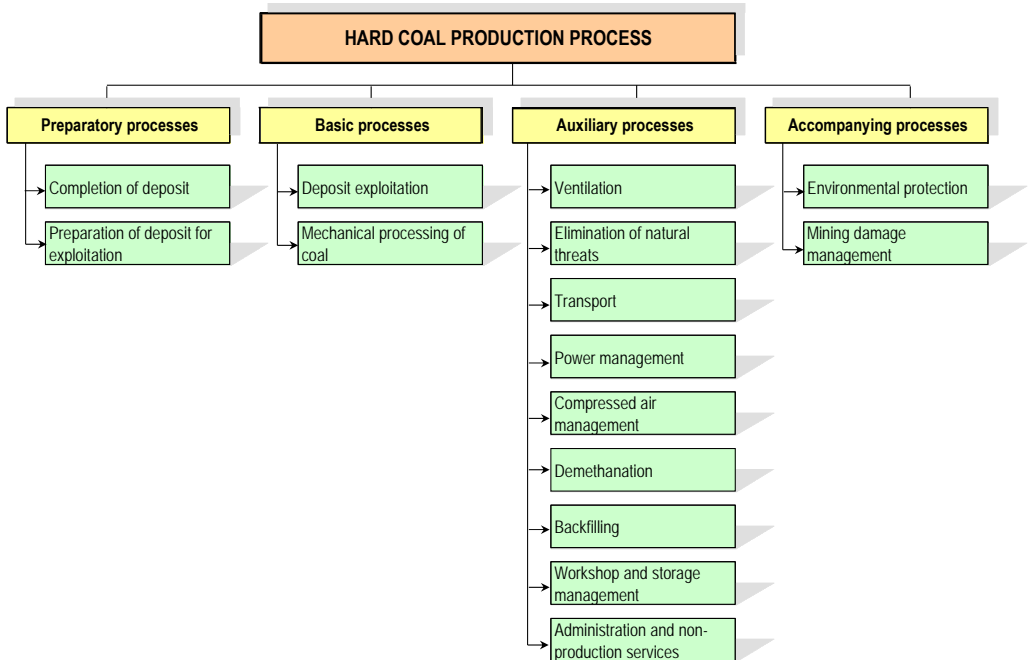 HARD COAL PRODUCTION PROCESS
Preparatory processes
Completion of deposit
Preparation of deposit for
exploitation
Basic processes
Deposit exploitation
Mechanical processing of
coal
Auxiliary processes
Ventilation
Elimination of natural
threats
Transport
Power management
Compressed air
management
Demethanation
Backfilling
Workshop and storage
management
Administration and non-
production services
Accompanying processes
Environmental protection
Mining damage
management